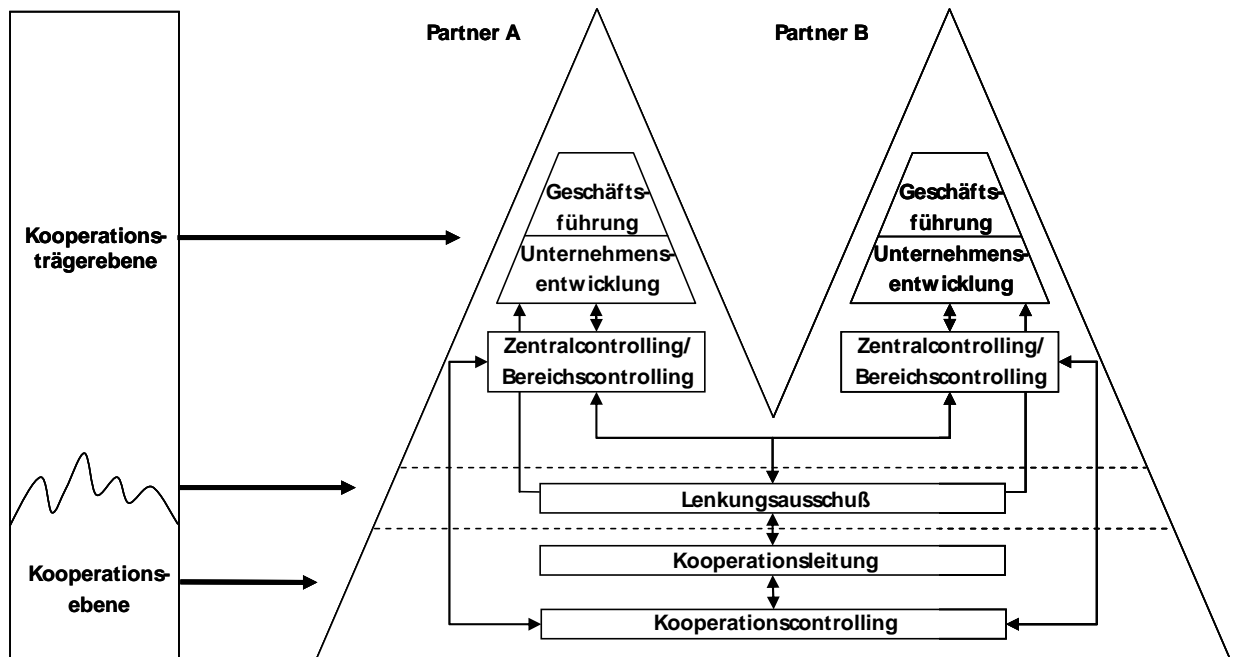 Partner A
Partner B
Geschäfts-
führung
Unternehmens-
entwicklung
Geschäfts-
führung
Unternehmens-
entwicklung
Kooperations-
trägerebene
Zentralcontrolling/
Bereichscontrolling
Zentralcontrolling/
Bereichscontrolling
Lenkungsausschuß
Kooperationsleitung
Kooperations-
ebene
Kooperationscontrolling